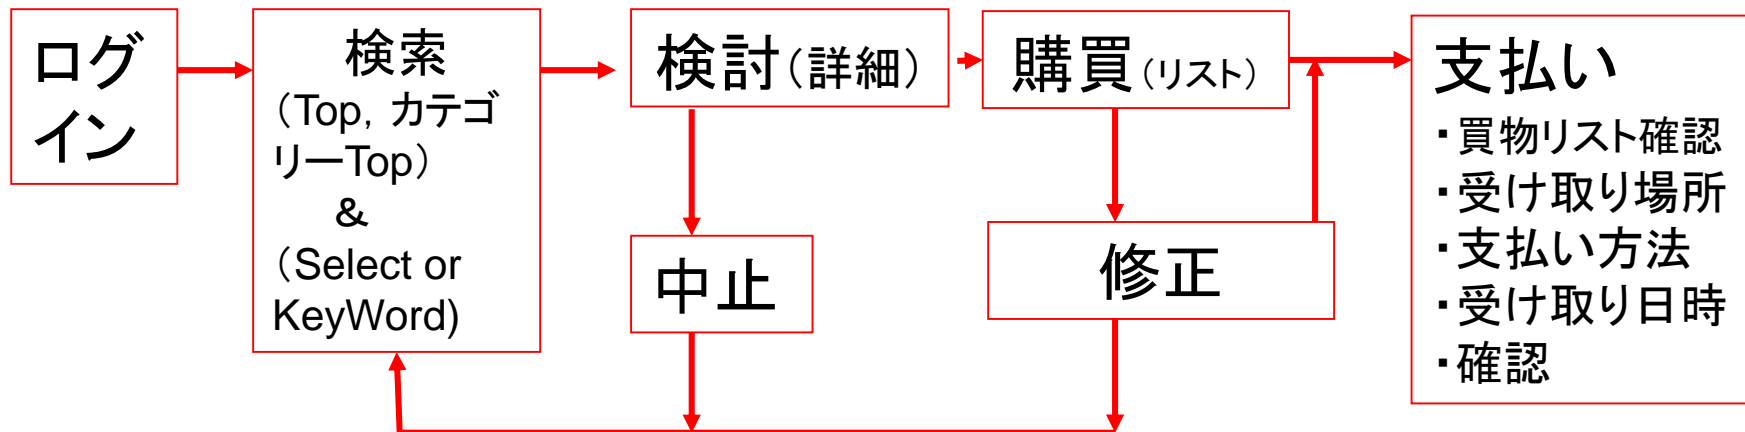 ログ
イン
検索
（Top，カテゴ
リーTop）
&
（Select or
KeyWord)
検討（詳細）
中止
購買（リスト）
修正
支払い
・買物リスト確認
・受け取り場所
・支払い方法
・受け取り日時
・確認